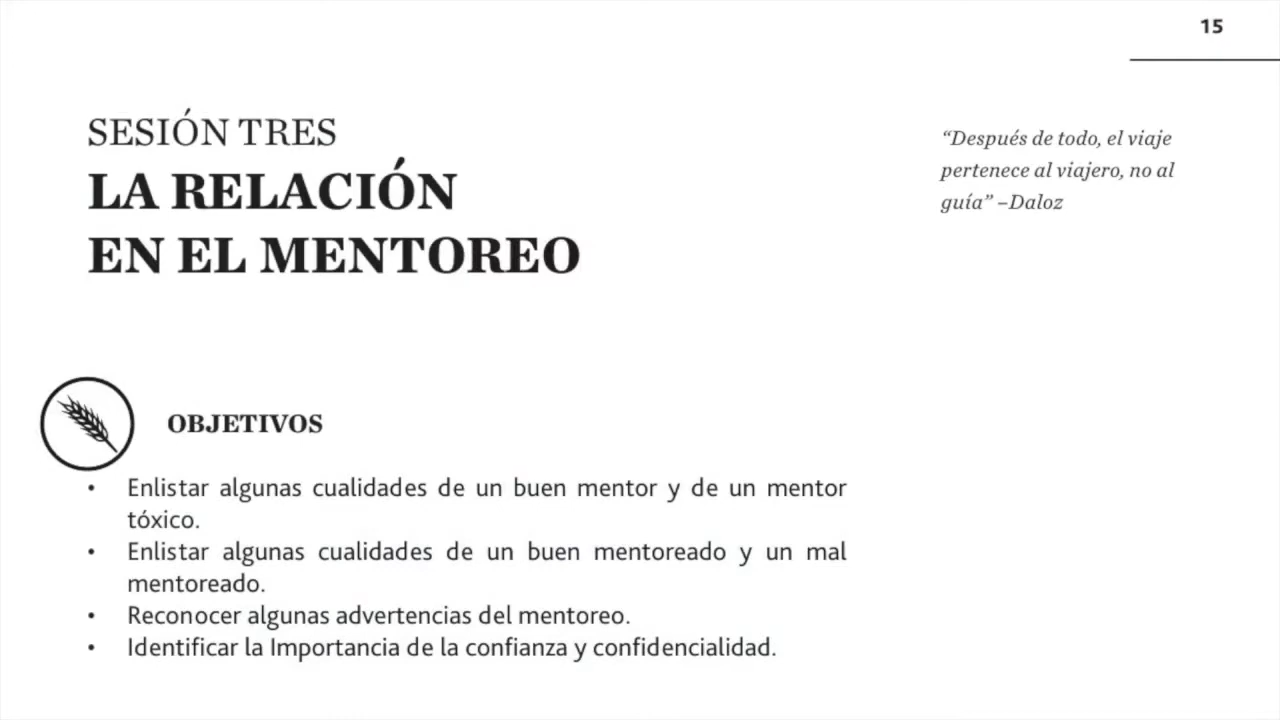 15
SESIÓN TRES
LA RELACIÓN
EN EL MENTOREO
“Después de todo, el viaje
pertenece al viajero, no al
guía” –Daloz
OBJETIVOS
• Enlistar algunas cualidades de un buen mentor y de un mentor
tóxico.
• Enlistar algunas cualidades de un buen mentoreado y un mal
mentoreado.
• Reconocer algunas advertencias del mentoreo.
• Identificar la Importancia de la confianza y confidencialidad.